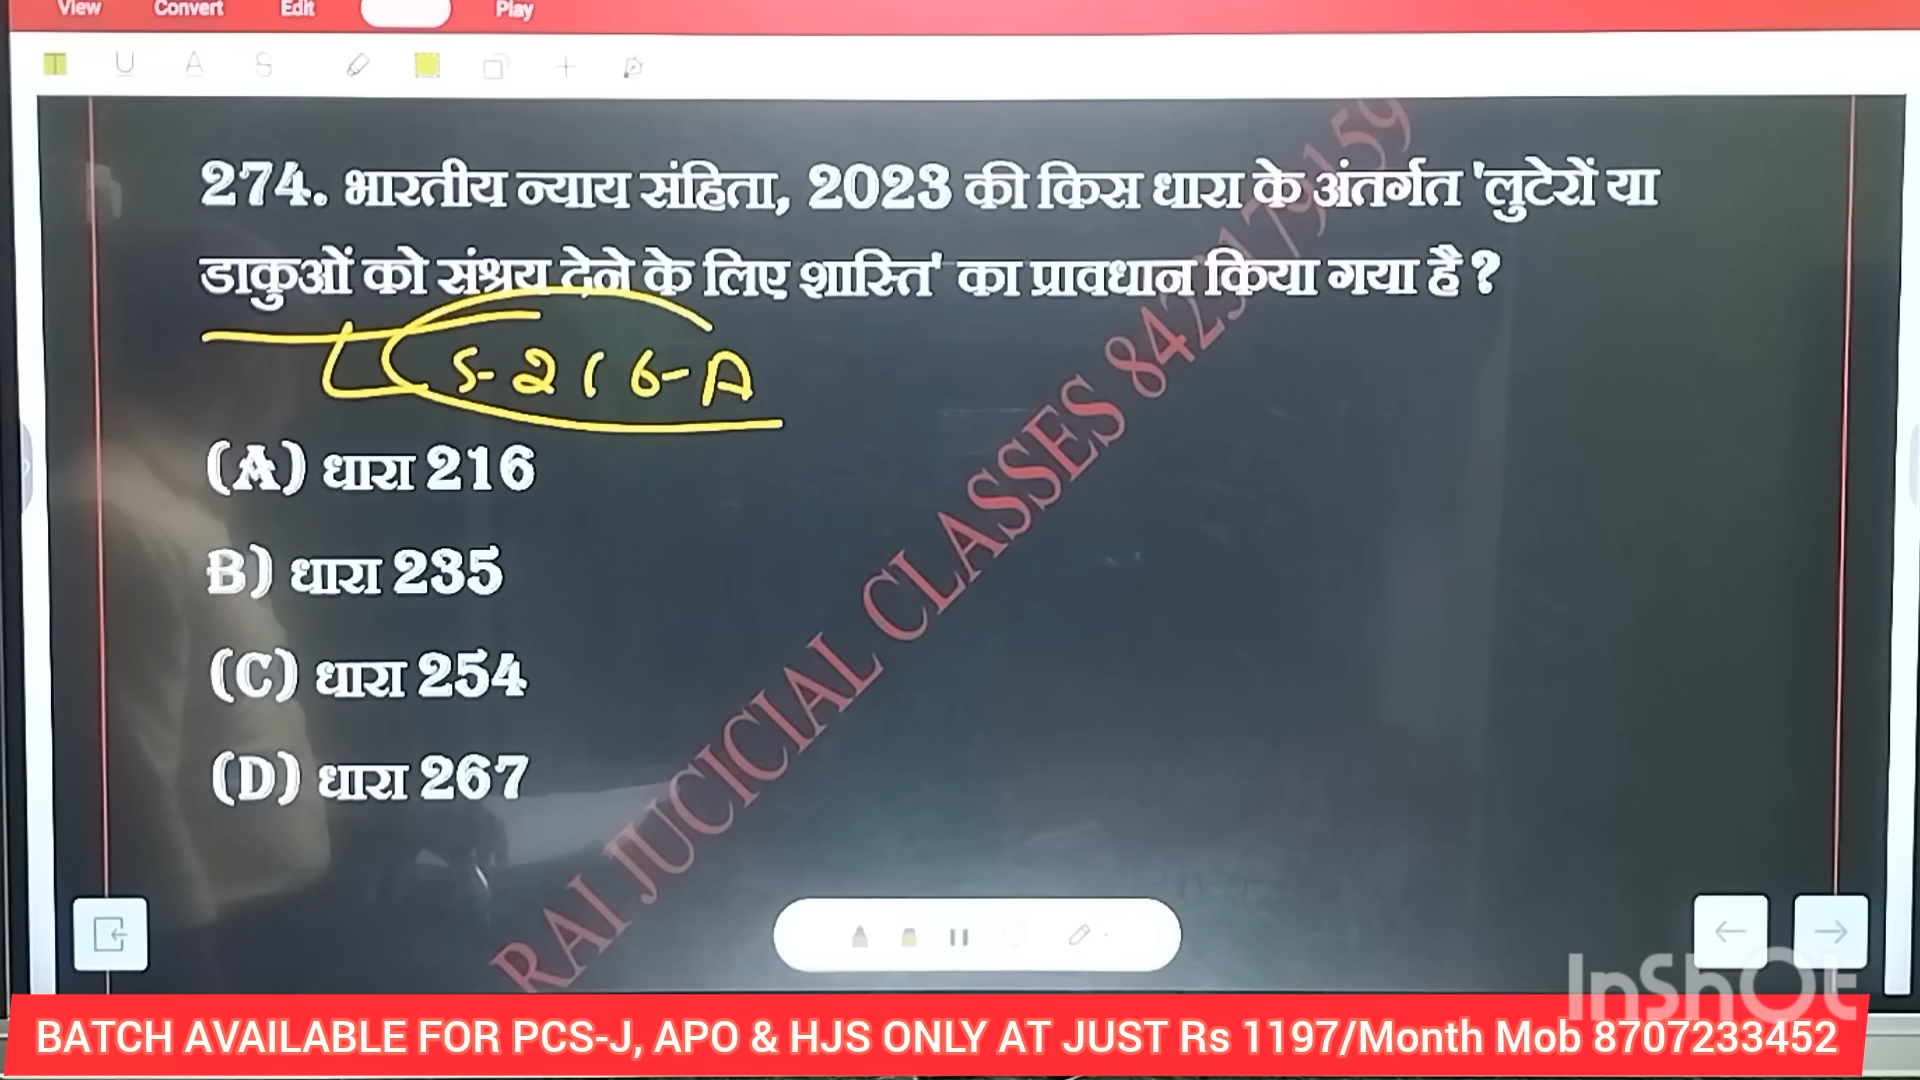 View Convert Edit Play
T U A S
274. भारतीय न्याय संहिता, 2023 की किस धारा के अंतर्गत 'लुटेरों या
डाकुओं को संश्रय देने के लिए शास्ति' का प्रावधान किया गया है ?
S-216-A
(A) धारा 216
B) धारा 235
(C) धारा 254
(D) धारा 267
RAI JUCICIAL CLASSES 8423179159
InShOt
BATCH AVAILABLE FOR PCS-J, APO & HJS ONLY AT JUST Rs 1197/Month Mob 8707233452